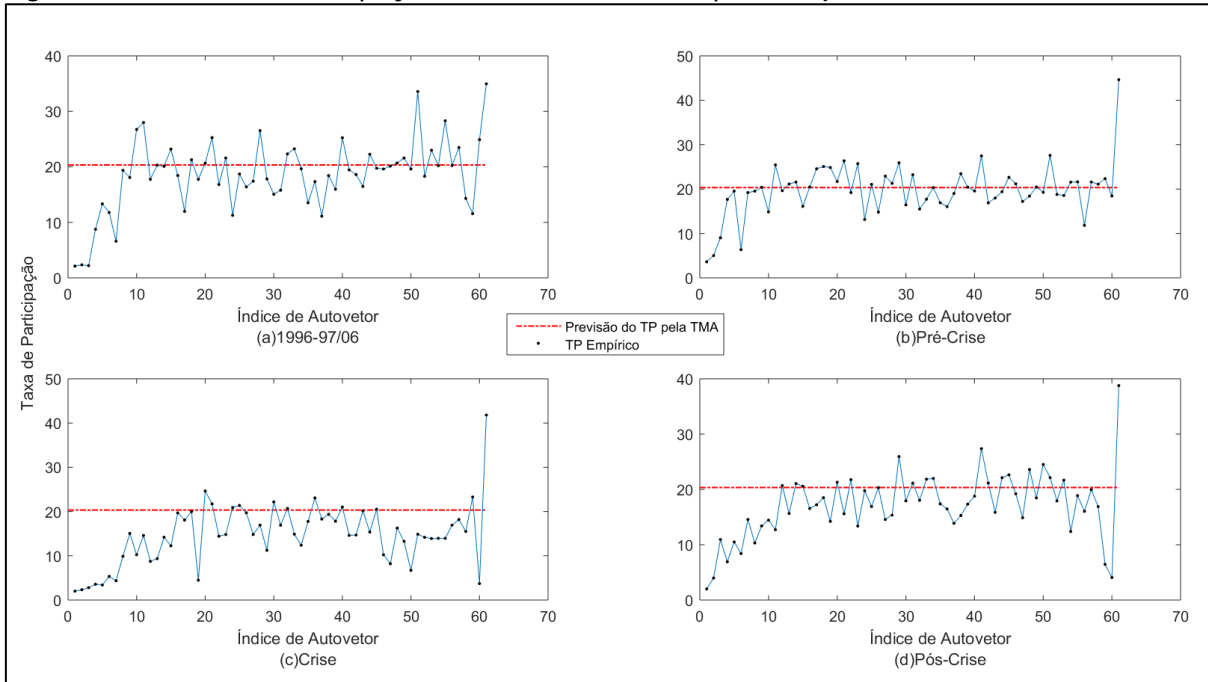 40
30
20
10
0
0 10 20 30 40 50 60 70
Índice de Autovetor
(a)1996-97/06
50
40
30
20
10
0
0 10 20 30 40 50 60 70
Índice de Autovetor
(b)Pré-Crise
Taxa de Participação
Previsão do TP pela TMA
TP Empírico
50
40
30
20
10
0
0 10 20 30 40 50 60 70
Índice de Autovetor
(c)Crise
40
30
20
10
0
0 10 20 30 40 50 60 70
Índice de Autovetor
(d)Pós-Crise